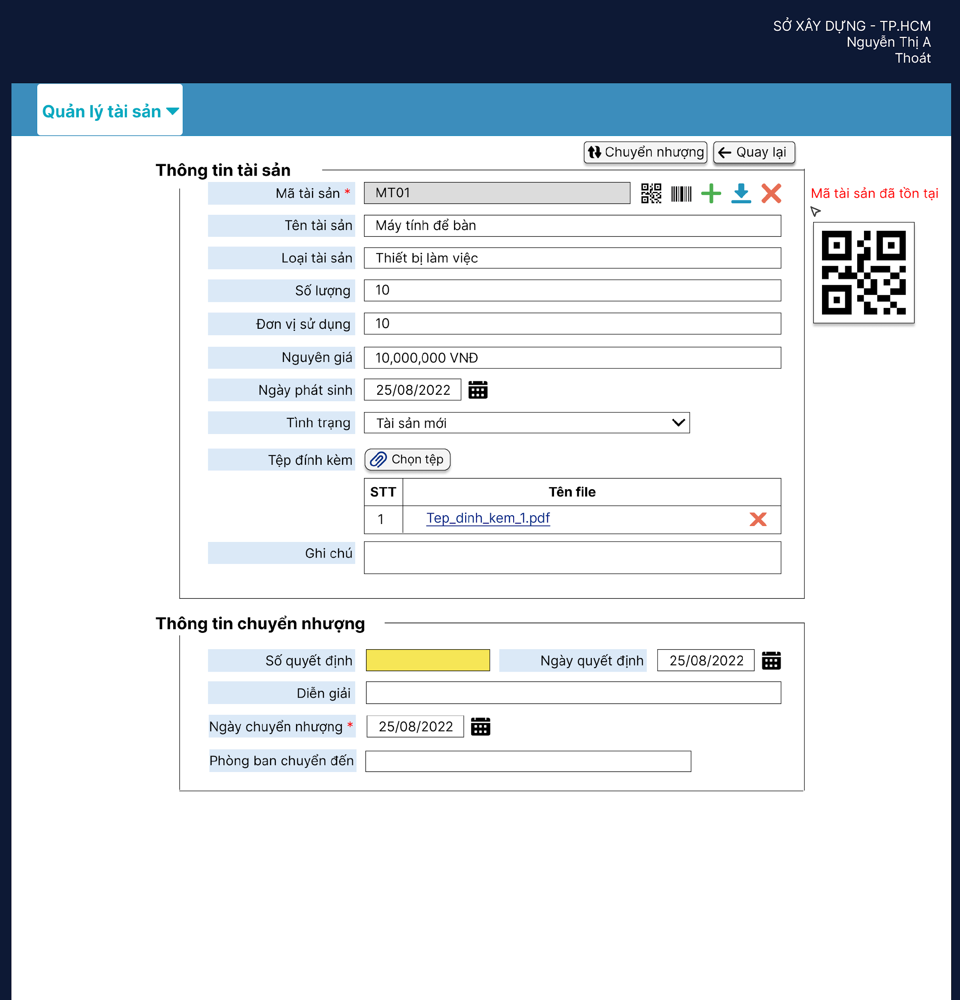 SỞ XÂY DỰNG - TP.HCM
Nguyễn Thị A
Thoát
Quản lý tài sản
Chuyển nhượng
Quay lại
Thông tin tài sản
Mã tài sản *
MT01
Mã tài sản đã tồn tại
Tên tài sản
Máy tính để bàn
Loại tài sản
Thiết bị làm việc
Số lượng
10
Đơn vị sử dụng
10
Nguyên giá
10,000,000 VNĐ
Ngày phát sinh
25/08/2022
Tình trạng
Tài sản mới
Tệp đính kèm
Chọn tệp
STT
Tên file
1
Tep_dinh_kem_1.pdf
Ghi chú
Thông tin chuyển nhượng
Số quyết định
Ngày quyết định
25/08/2022
Diễn giải
Ngày chuyển nhượng *
25/08/2022
Phòng ban chuyển đến